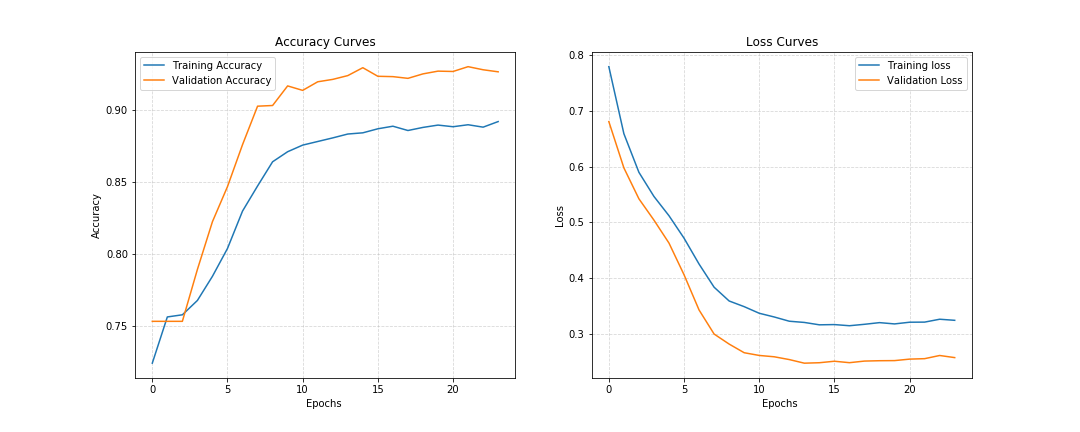 Accuracy Curves
Training Accuracy
Validation Accuracy
0.90
0.85
0.80
0.75
Accuracy
0 5 10 15 20
Epochs
Loss Curves
Training loss
Validation Loss
0.8
0.7
0.6
0.5
0.4
0.3
Loss
0 5 10 15 20
Epochs